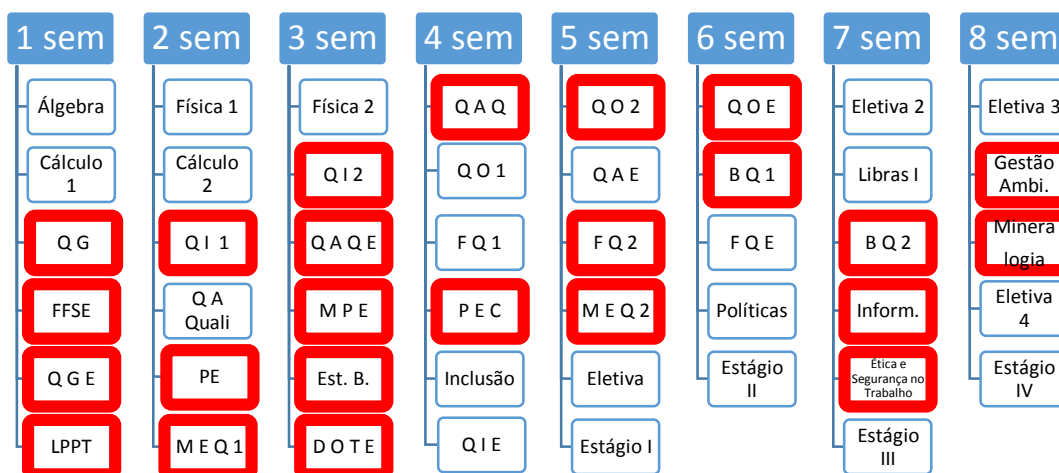 1 sem
Álgebra
Cálculo
1
Q G
FFSE
Q G E
LPPT
2 sem
Física 1
Cálculo
2
Q I 1
Q A
Quali
PE
M E Q 1
3 sem
Física 2
Q I 2
Q A Q E
M P E
Est. B.
D O T E
4 sem
Q A Q
Q O 1
F Q 1
P E C
Inclusão
Q I E
5 sem
Q O 2
Q A E
F Q 2
M E Q 2
Eletiva
Estágio I
6 sem
Q O E
B Q 1
F Q E
Políticas
Estágio
II
7 sem
Eletiva 2
Libras I
B Q 2
Inform.
Ética e
Segurança no
Trabalho
Estágio
III
8 sem
Eletiva 3
Gestão
Ambi.
Minera
logia
Eletiva
4
Estágio
IV